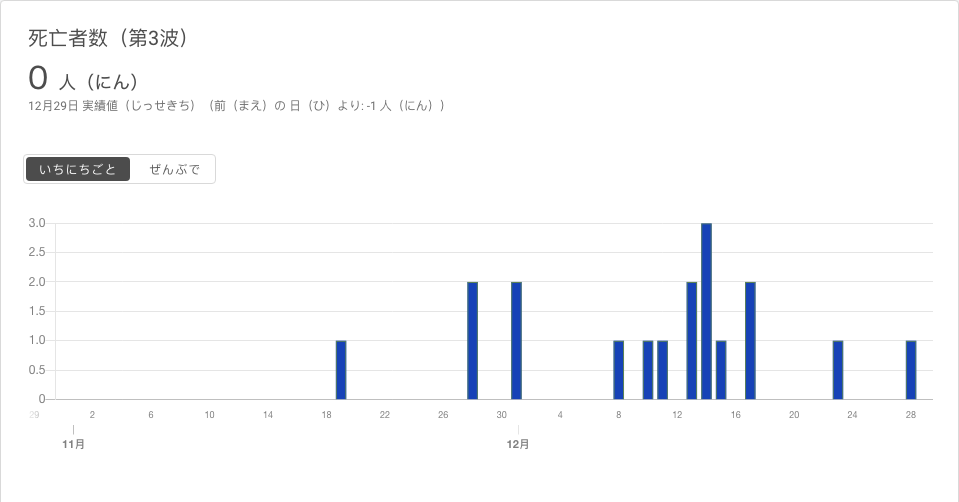 死亡者数（第3波）
0 人（にん）
12月29日 実績値（じっせきち）（前（まえ）の 日（ひ）より: -1 人（にん））
いちにちごと ぜんぶで
3.0
2.5
2.0
1.5
1.0
0.5
0
29 2 6 10 14 18 22 26 30 4 8 12 16 20 24 28
11月 12月